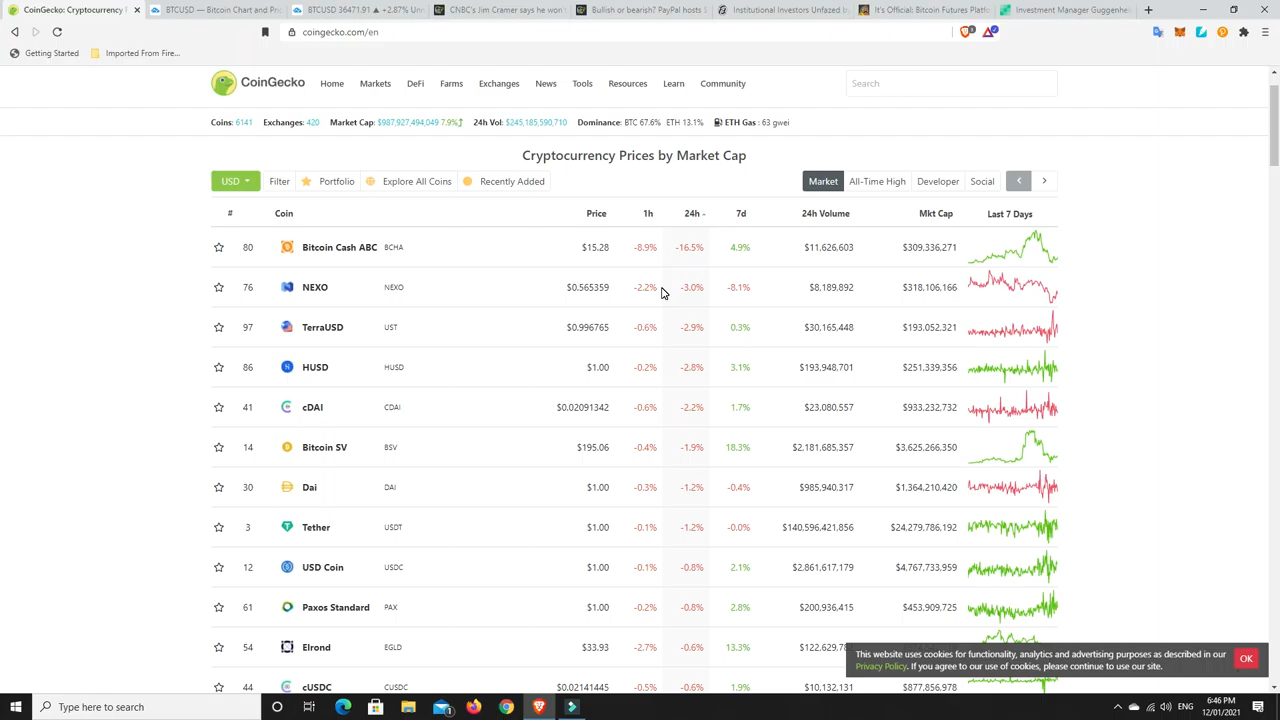 CoinGecko: Cryptocurrency P
BTCUSD — Bitcoin Chart and Pric
BTCUSD 36471.91 ▲ +2.87% Unn
CNBC's Jim Cramer says he won't
Bullish or bearish? PayPal hosts S
Institutional Investors Unfazed In
It's Official: Bitcoin Futures Platfo
Investment Manager Guggenhei
coingecko.com/en
Getting Started
Imported From Fire...
CoinGecko Home Markets DeFi Farms Exchanges News Tools Resources Learn Community Search
Coins: 6141 Exchanges: 420 Market Cap: $987,927,494,049 7.9% 24h Vol: $245,185,590,710 Dominance: BTC 67.6% ETH 13.1% ETH Gas : 63 gwei
Cryptocurrency Prices by Market Cap
USD Filter Portfolio Explore All Coins Recently Added Market All-Time High Developer Social
# Coin Price 1h 24h 7d 24h Volume Mkt Cap Last 7 Days
80 Bitcoin Cash ABC BCHA $15.28 -8.9% -16.5% 4.9% $11,626,603 $309,336,271
76 NEXO NEXO $0.565359 -2.2% -3.0% -8.1% $8,189,892 $318,106,166
97 TerraUSD UST $0.996765 -0.6% -2.9% 0.3% $30,165,448 $193,052,321
86 HUSD HUSD $1.00 -0.2% -2.8% 3.1% $193,948,701 $251,339,356
41 cDAI CDAI $0.02091342 -0.6% -2.2% 1.7% $23,080,557 $933,232,732
14 Bitcoin SV BSV $195.06 -0.4% -1.9% 18.3% $2,181,685,357 $3,625,266,350
30 Dai DAI $1.00 -0.3% -1.2% -0.4% $985,940,317 $1,364,210,420
3 Tether USDT $1.00 -0.1% -1.2% -0.0% $140,596,421,856 $24,279,786,192
12 USD Coin USDC $1.00 -0.1% -0.8% 2.1% $2,861,617,179 $4,767,733,959
61 Paxos Standard PAX $1.00 -0.2% -0.8% 2.8% $200,936,415 $453,909,725
54 Elrond EGLD $33.93 -2.7% -0.6% 13.3%
44 cUSDC CUSDC $0.02141445 -0.5% -0.6% 1.9% $10,132,131 $877,856,978
This website uses cookies for functionality, analytics and advertising purposes as described in our
Privacy Policy. If you agree to our use of cookies, please continue to use our site.
OK
Type here to search
ENG
6:46 PM
12/01/2021